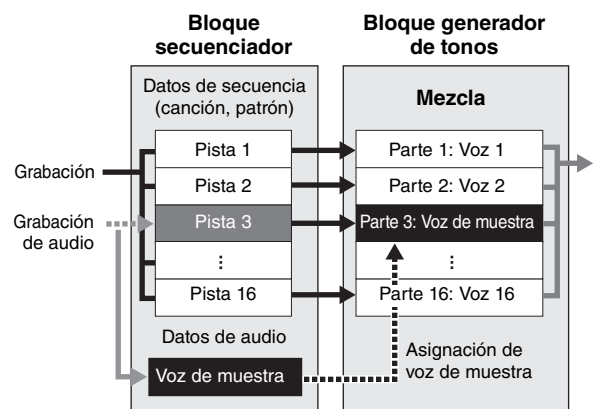 Bloque
secuenciador
Bloque generador
de tonos
Datos de secuencia
(canción, patrón)
Mezcla
Grabación
Pista 1
Parte 1: Voz 1
Pista 2
Parte 2: Voz 2
Grabación
de audio
Pista 3
Parte 3: Voz de muestra
Pista 16
Parte 16: Voz 16
Datos de audio
Voz de muestra
Asignación de
voz de muestra